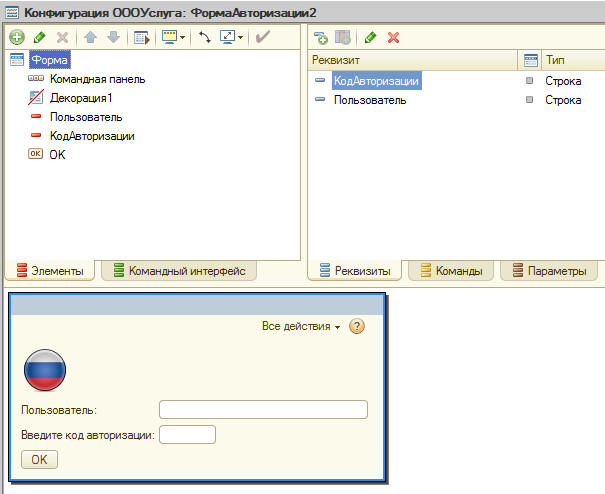 Конфигурация ОООУслуга: ФормаАвторизации2
Форма
Командная панель
Декорация1
Пользователь
КодАвторизации
OK OK
Элементы Командный интерфейс
Реквизит Тип
КодАвторизации Строка
Пользователь Строка
Реквизиты Команды Параметры
Все действия ?
Пользователь:
Введите код авторизации:
OK